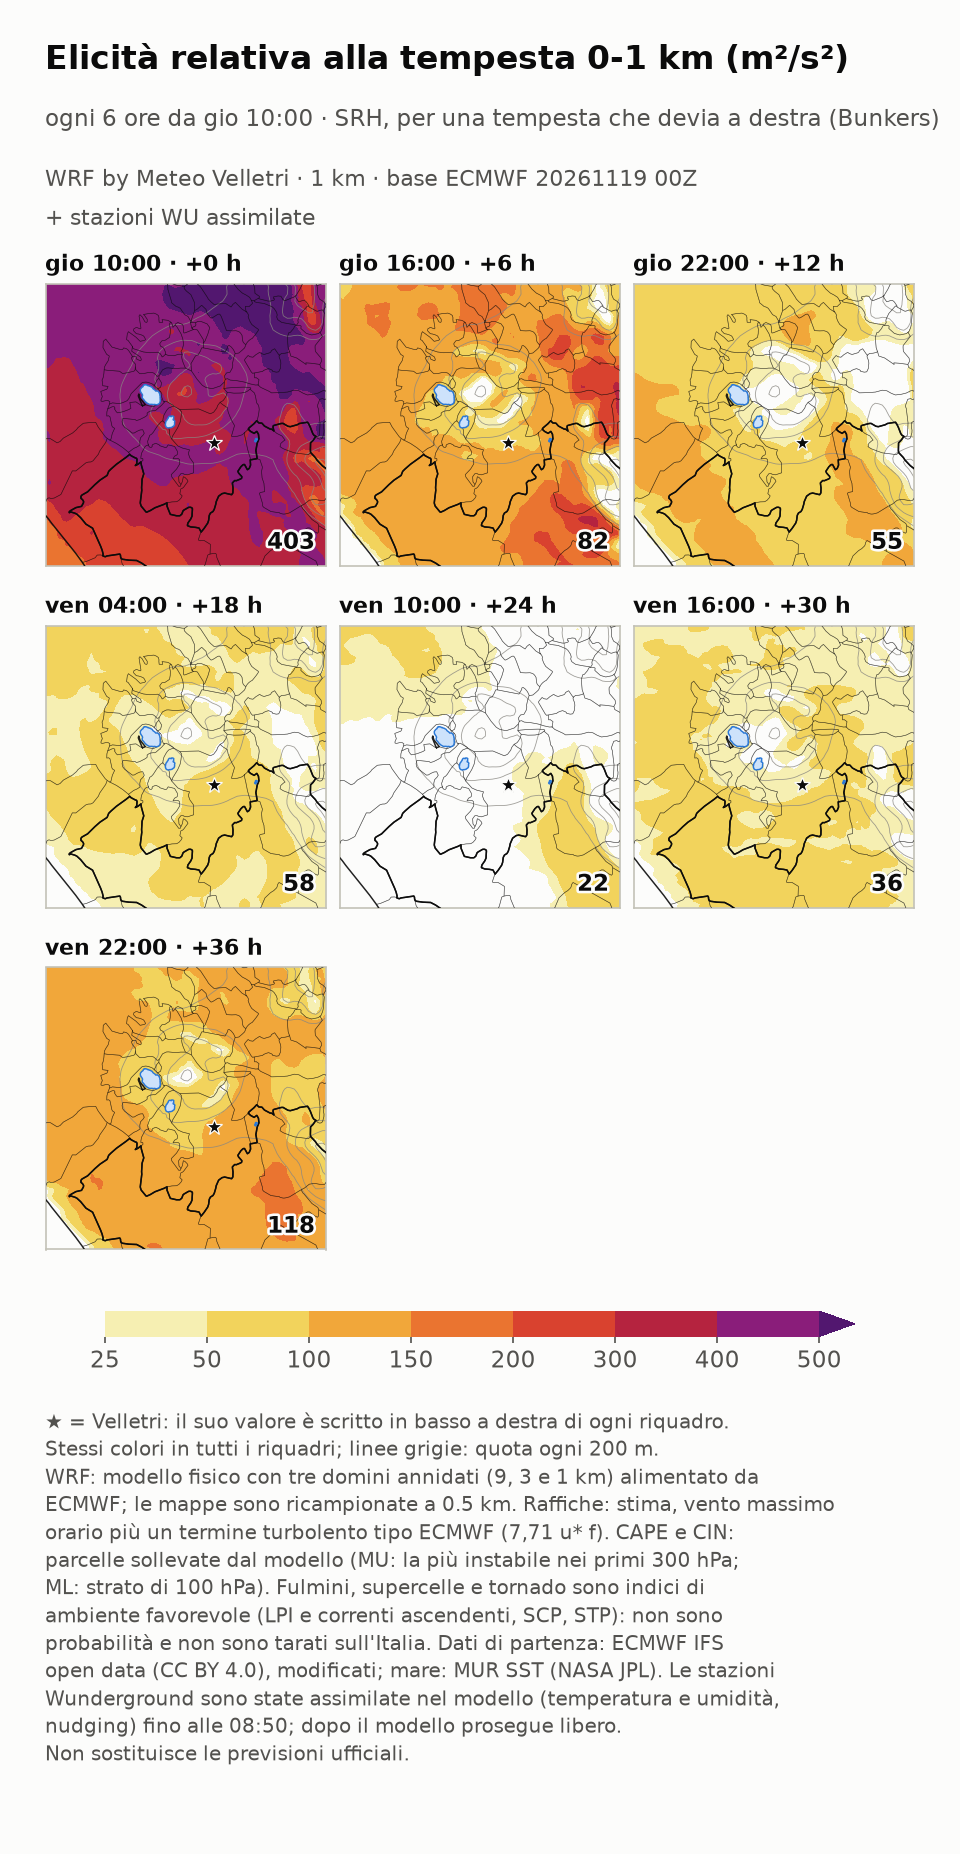 Elicità relativa alla tempesta 0-1 km (m²/s²)
ogni 6 ore da gio 10:00 · SRH, per una tempesta che devia a destra (Bunkers)
WRF by Meteo Velletri · 1 km · base ECMWF 20261119 00Z
+ stazioni WU assimilate
gio 10:00 · +0 h
gio 16:00 · +6 h
gio 22:00 · +12 h
403
82
55
ven 04:00 · +18 h
ven 10:00 · +24 h
ven 16:00 · +30 h
58
22
36
ven 22:00 · +36 h
118
25 50 100 150 200 300 400 500
★ = Velletri: il suo valore è scritto in basso a destra di ogni riquadro.
Stessi colori in tutti i riquadri; linee grigie: quota ogni 200 m.
WRF: modello fisico con tre domini annidati (9, 3 e 1 km) alimentato da
ECMWF; le mappe sono ricampionate a 0.5 km. Raffiche: stima, vento massimo
orario più un termine turbolento tipo ECMWF (7,71 u* f). CAPE e CIN:
parcelle sollevate dal modello (MU: la più instabile nei primi 300 hPa;
ML: strato di 100 hPa). Fulmini, supercelle e tornado sono indici di
ambiente favorevole (LPI e correnti ascendenti, SCP, STP): non sono
probabilità e non sono tarati sull'Italia. Dati di partenza: ECMWF IFS
open data (CC BY 4.0), modificati; mare: MUR SST (NASA JPL). Le stazioni
Wunderground sono state assimilate nel modello (temperatura e umidità,
nudging) fino alle 08:50; dopo il modello prosegue libero.
Non sostituisce le previsioni ufficiali.